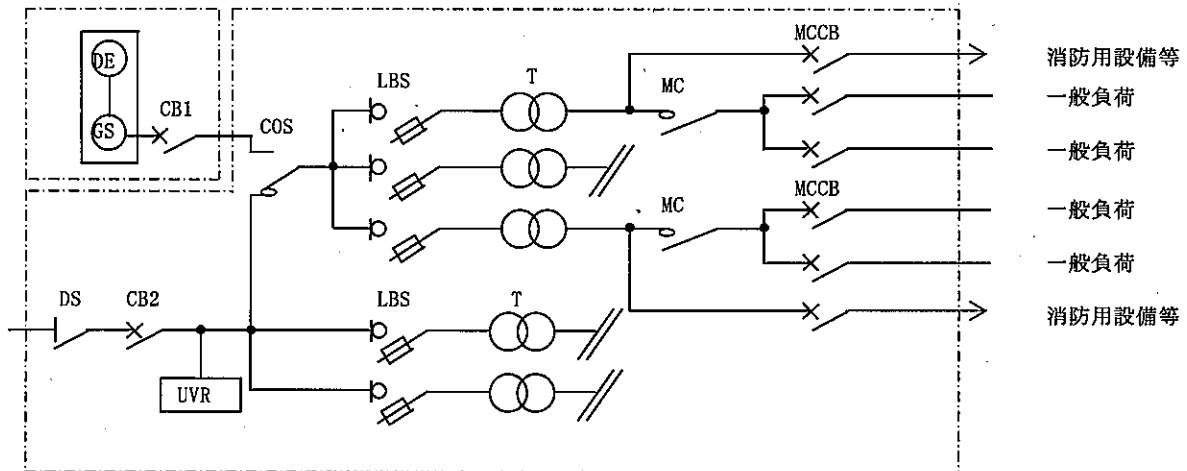 DE
GS
CB1
COS
LBS
T
MC
MCCB
消防用設備等
一般負荷
一般負荷
MC
MCCB
一般負荷
一般負荷
消防用設備等
DS
CB2
UVR
LBS
T